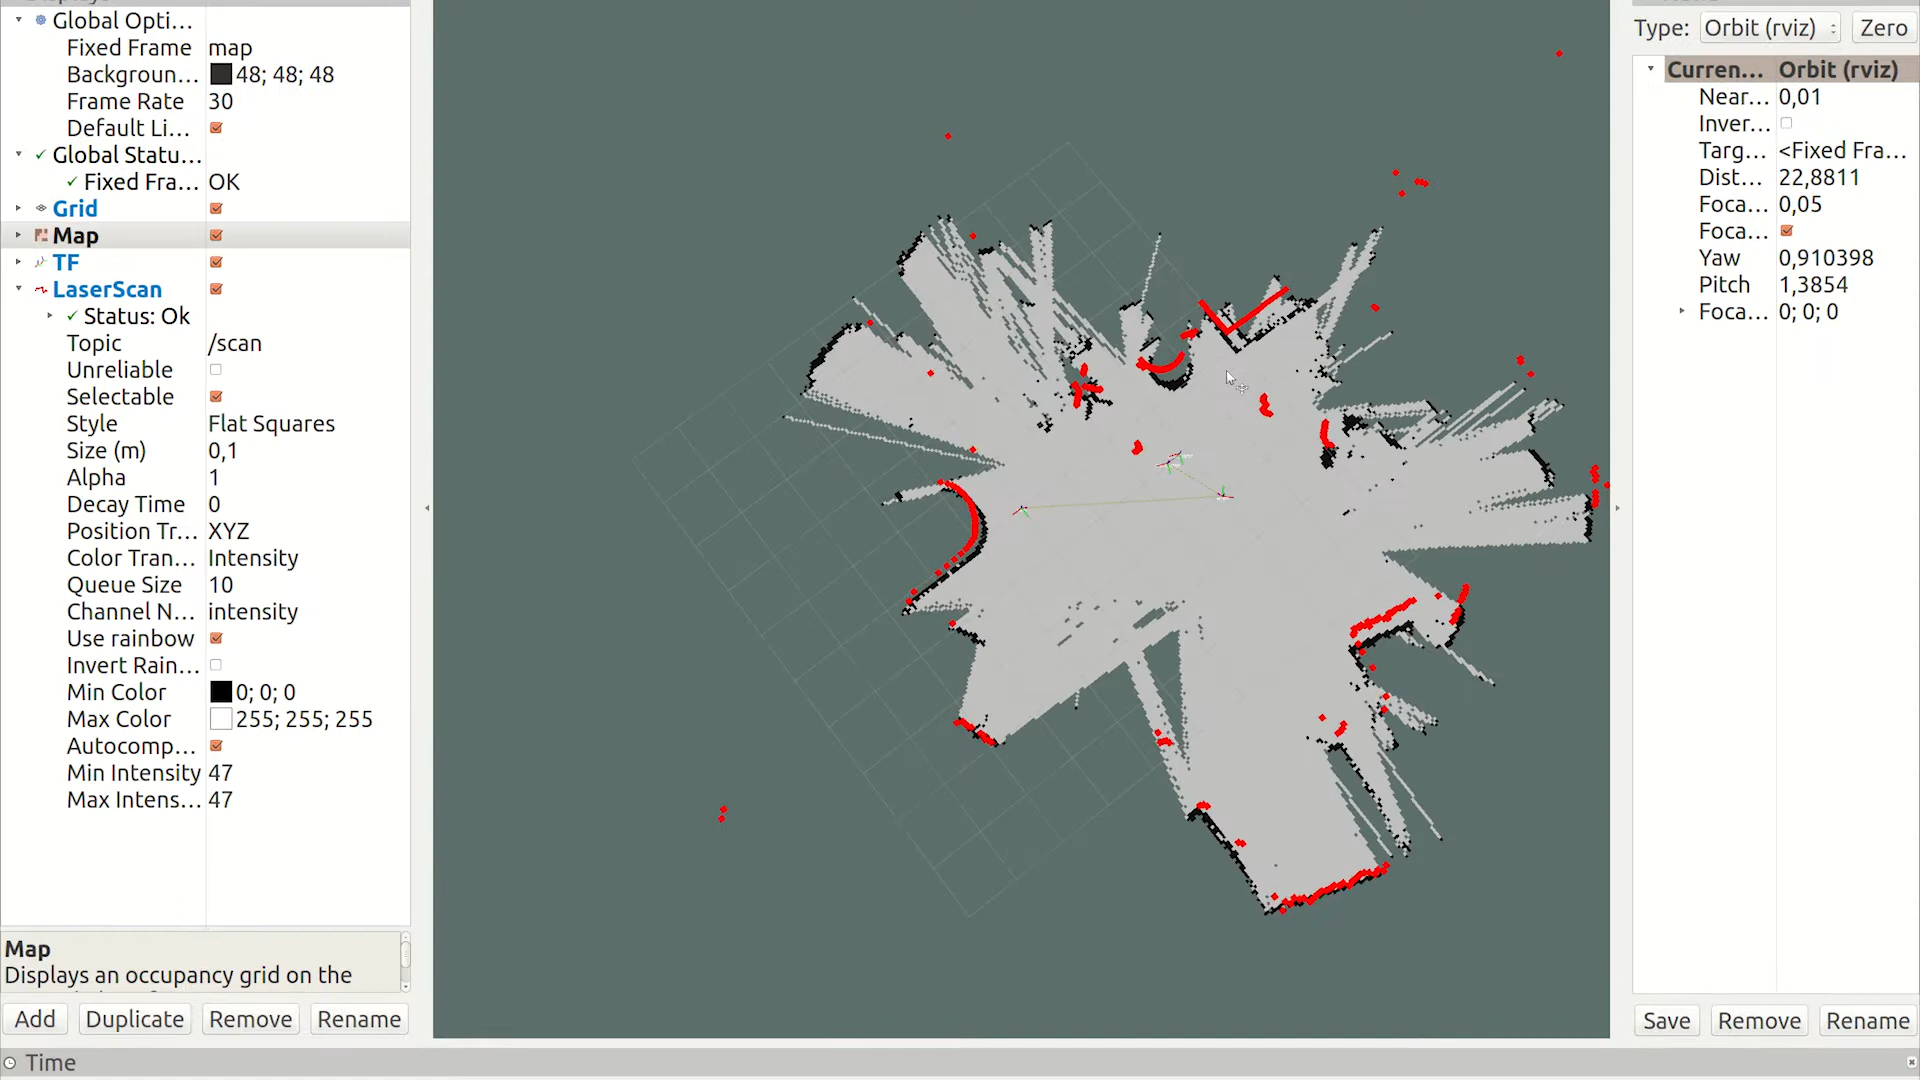 Global Opti...
Fixed Frame map
Backgroun... 48; 48; 48
Frame Rate 30
Default Li...
Global Statu...
Fixed Fra... OK
Grid
Map
TF
LaserScan
Status: Ok
Topic /scan
Unreliable
Selectable
Style Flat Squares
Size (m) 0,1
Alpha 1
Decay Time 0
Position Tr... XYZ
Color Tran... Intensity
Queue Size 10
Channel N... intensity
Use rainbow
Invert Rain...
Min Color 0; 0; 0
Max Color 255; 255; 255
Autocomp...
Min Intensity 47
Max Intens... 47
Map
Displays an occupancy grid on the
Add Duplicate Remove Rename
Time
Type: Orbit (rviz) Zero
Curren... Orbit (rviz)
Near... 0,01
Inver...
Targ... <Fixed Fra...
Dist... 22,8811
Foca... 0,05
Foca...
Yaw 0,910398
Pitch 1,3854
Foca... 0; 0; 0
Save Remove Rename